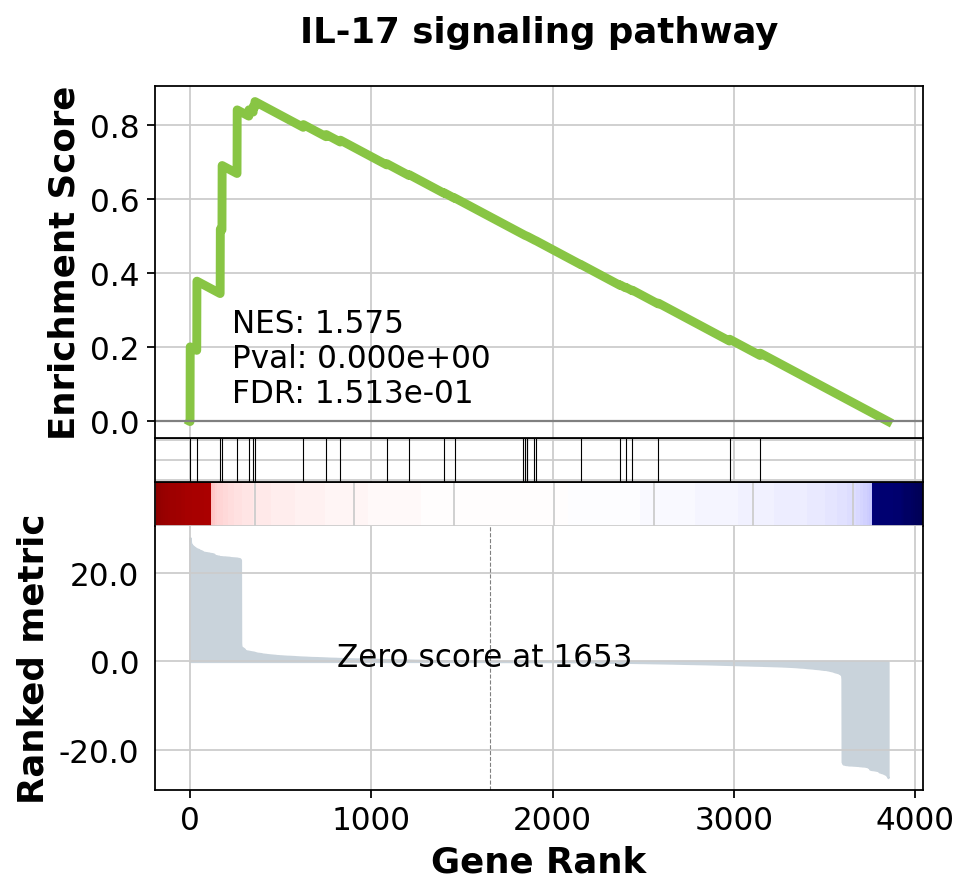 IL-17 signaling pathway
Enrichment Score
0.8
0.6
0.4
0.2
0.0
NES: 1.575
Pval: 0.000e+00
FDR: 1.513e-01
Ranked metric
20.0
0.0
-20.0
Zero score at 1653
0 1000 2000 3000 4000
Gene Rank